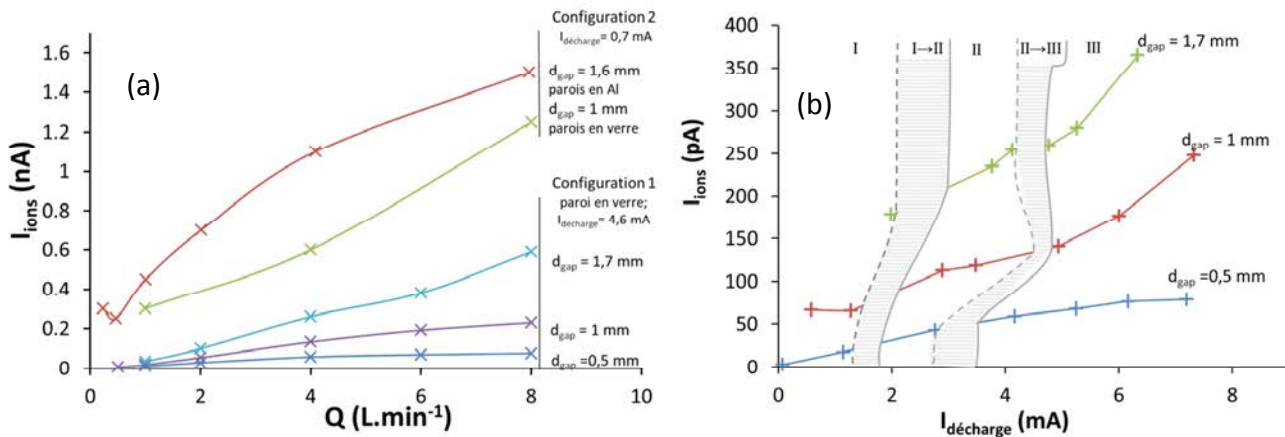 (a)
I_ions (nA)
1.6
1.4
1.2
1
0.8
0.6
0.4
0.2
0
0
2
4
6
8
10
Q (L.min⁻¹)
Configuration 2
I_décharge= 0,7 mA
d_gap = 1,6 mm
parois en Al
d_gap = 1 mm
parois en verre
Configuration 1
paroi en verre;
I_décharge= 4,6 mA
d_gap = 1,7 mm
d_gap = 1 mm
d_gap =0,5 mm
(b)
I_ions (pA)
400
350
300
250
200
150
100
50
0
0
2
4
6
8
I_décharge (mA)
I
I→II
II
II→III
III
d_gap = 1,7 mm
d_gap = 1 mm
d_gap =0,5 mm